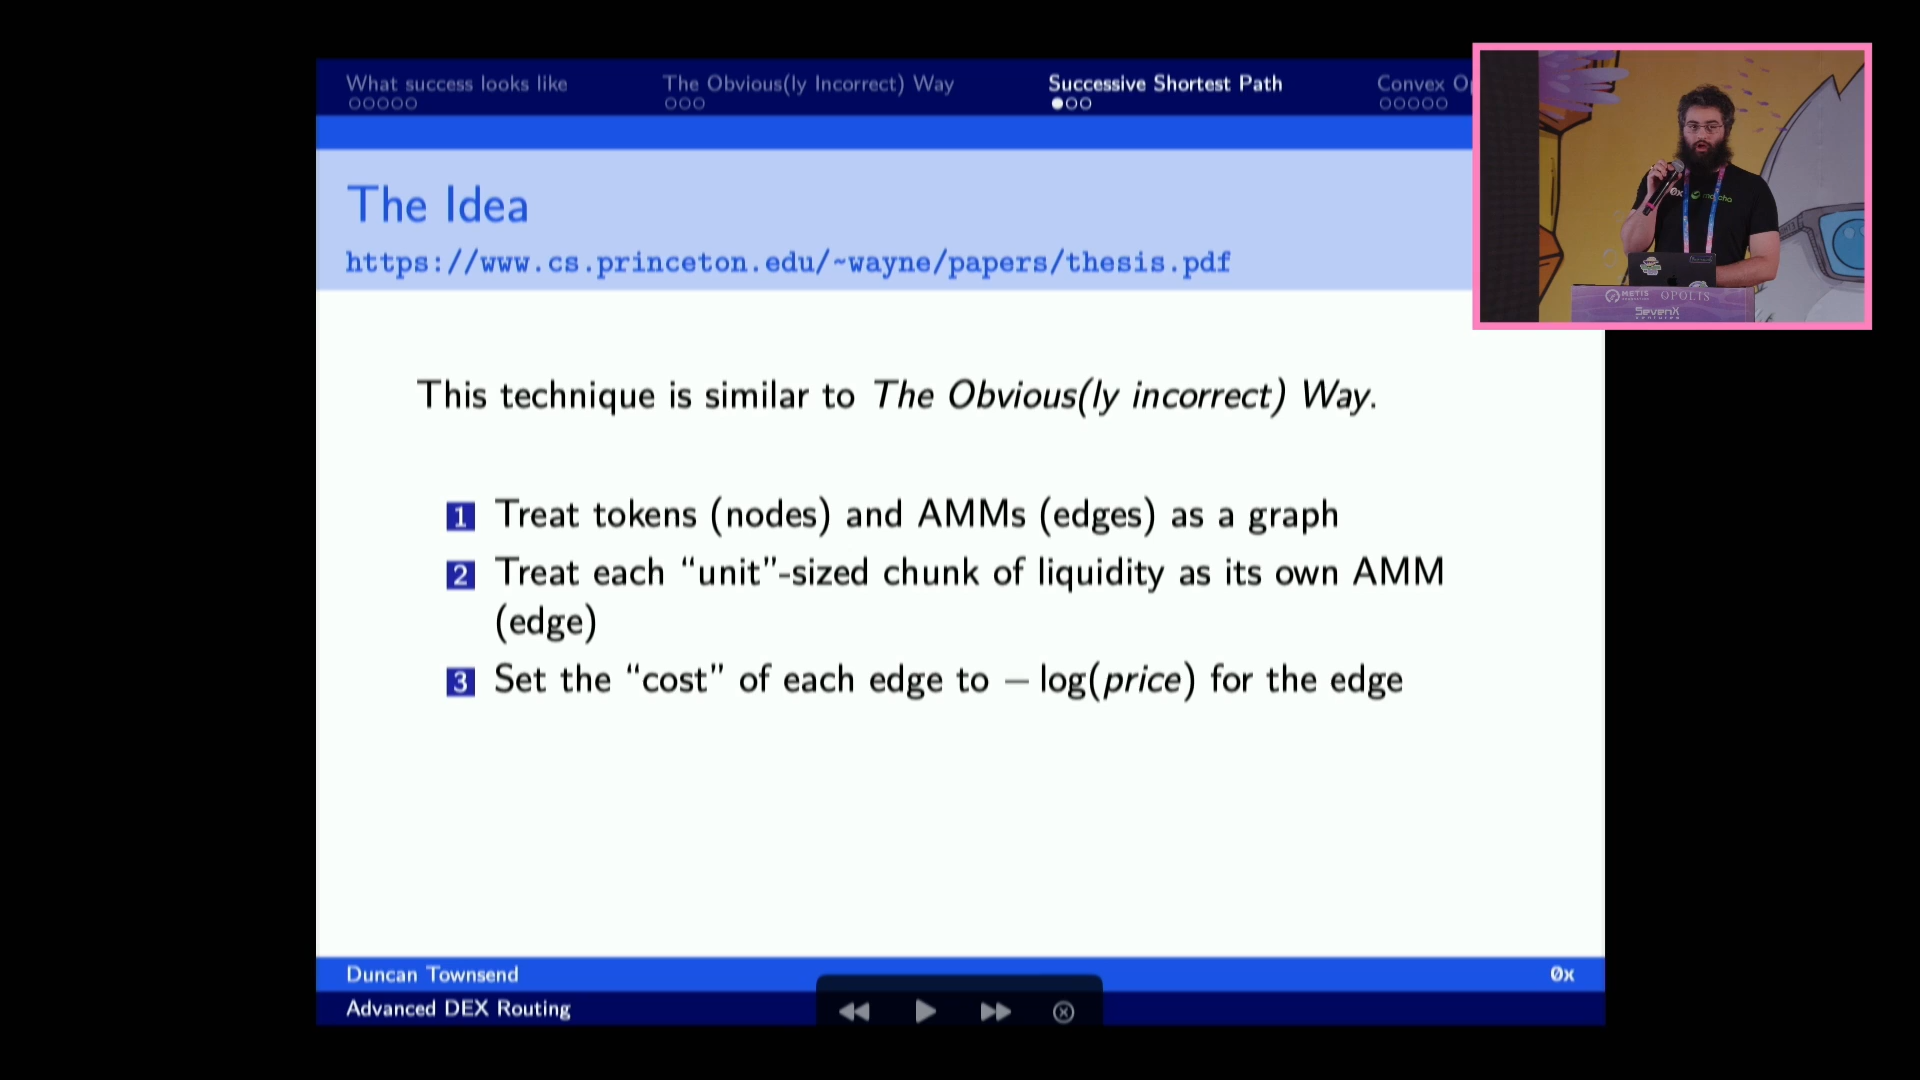 What success looks like
The Obvious(ly Incorrect) Way
Successive Shortest Path
Convex
The Idea
https://www.cs.princeton.edu/~wayne/papers/thesis.pdf
This technique is similar to The Obvious(ly incorrect) Way.
1 Treat tokens (nodes) and AMMs (edges) as a graph
2 Treat each “unit”-sized chunk of liquidity as its own AMM
(edge)
3 Set the “cost” of each edge to − log(price) for the edge
Duncan Townsend
0x
Advanced DEX Routing
METIS
OPOLIS
SevenX